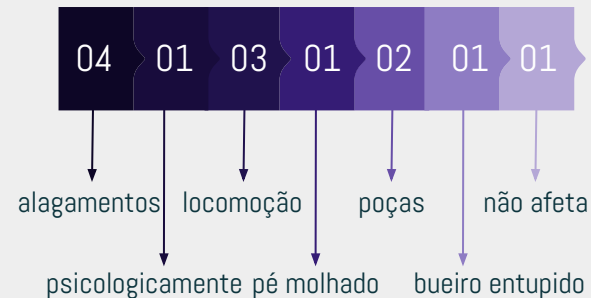 04 01 03 01 02 01 01
alagamentos locomoção poças não afeta
psicologicamente pé molhado bueiro entupido